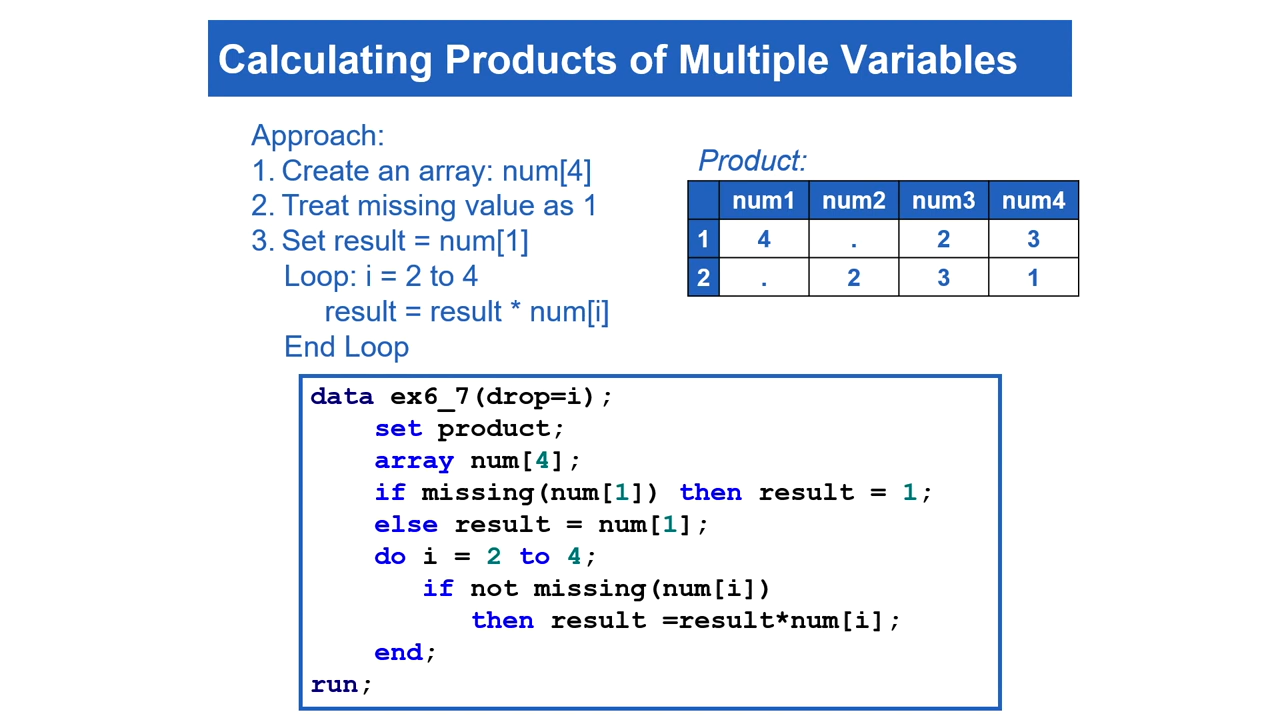 Calculating Products of Multiple Variables
Approach:
1. Create an array: num[4]
2. Treat missing value as 1
3. Set result = num[1]
Loop: i = 2 to 4
result = result * num[i]
End Loop
Product:
num1 num2 num3 num4
1 4 . 2 3
2 . 2 3 1
data ex6_7(drop=i);
set product;
array num[4];
if missing(num[1]) then result = 1;
else result = num[1];
do i = 2 to 4;
if not missing(num[i])
then result =result*num[i];
end;
run;